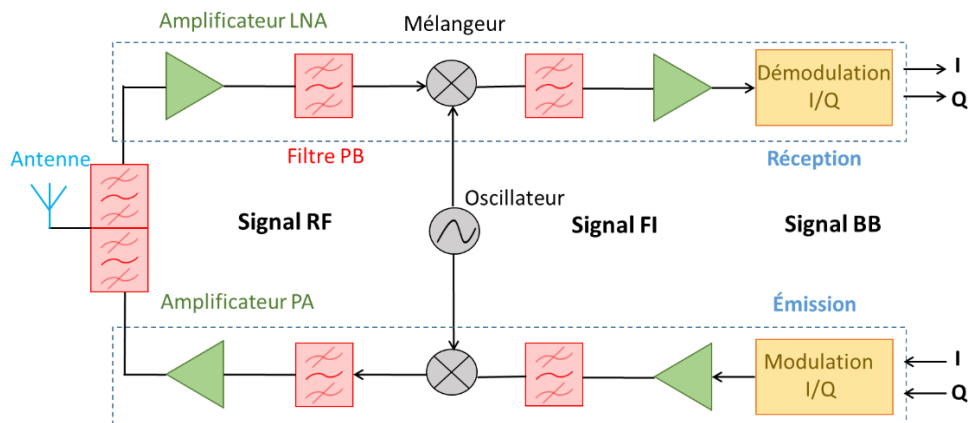 Amplificateur LNA
Mélangeur
Démodulation
I/Q
I
Q
Filtre PB
Réception
Antenne
Oscillateur
Signal RF
Signal FI
Signal BB
Amplificateur PA
Émission
Modulation
I/Q
I
Q